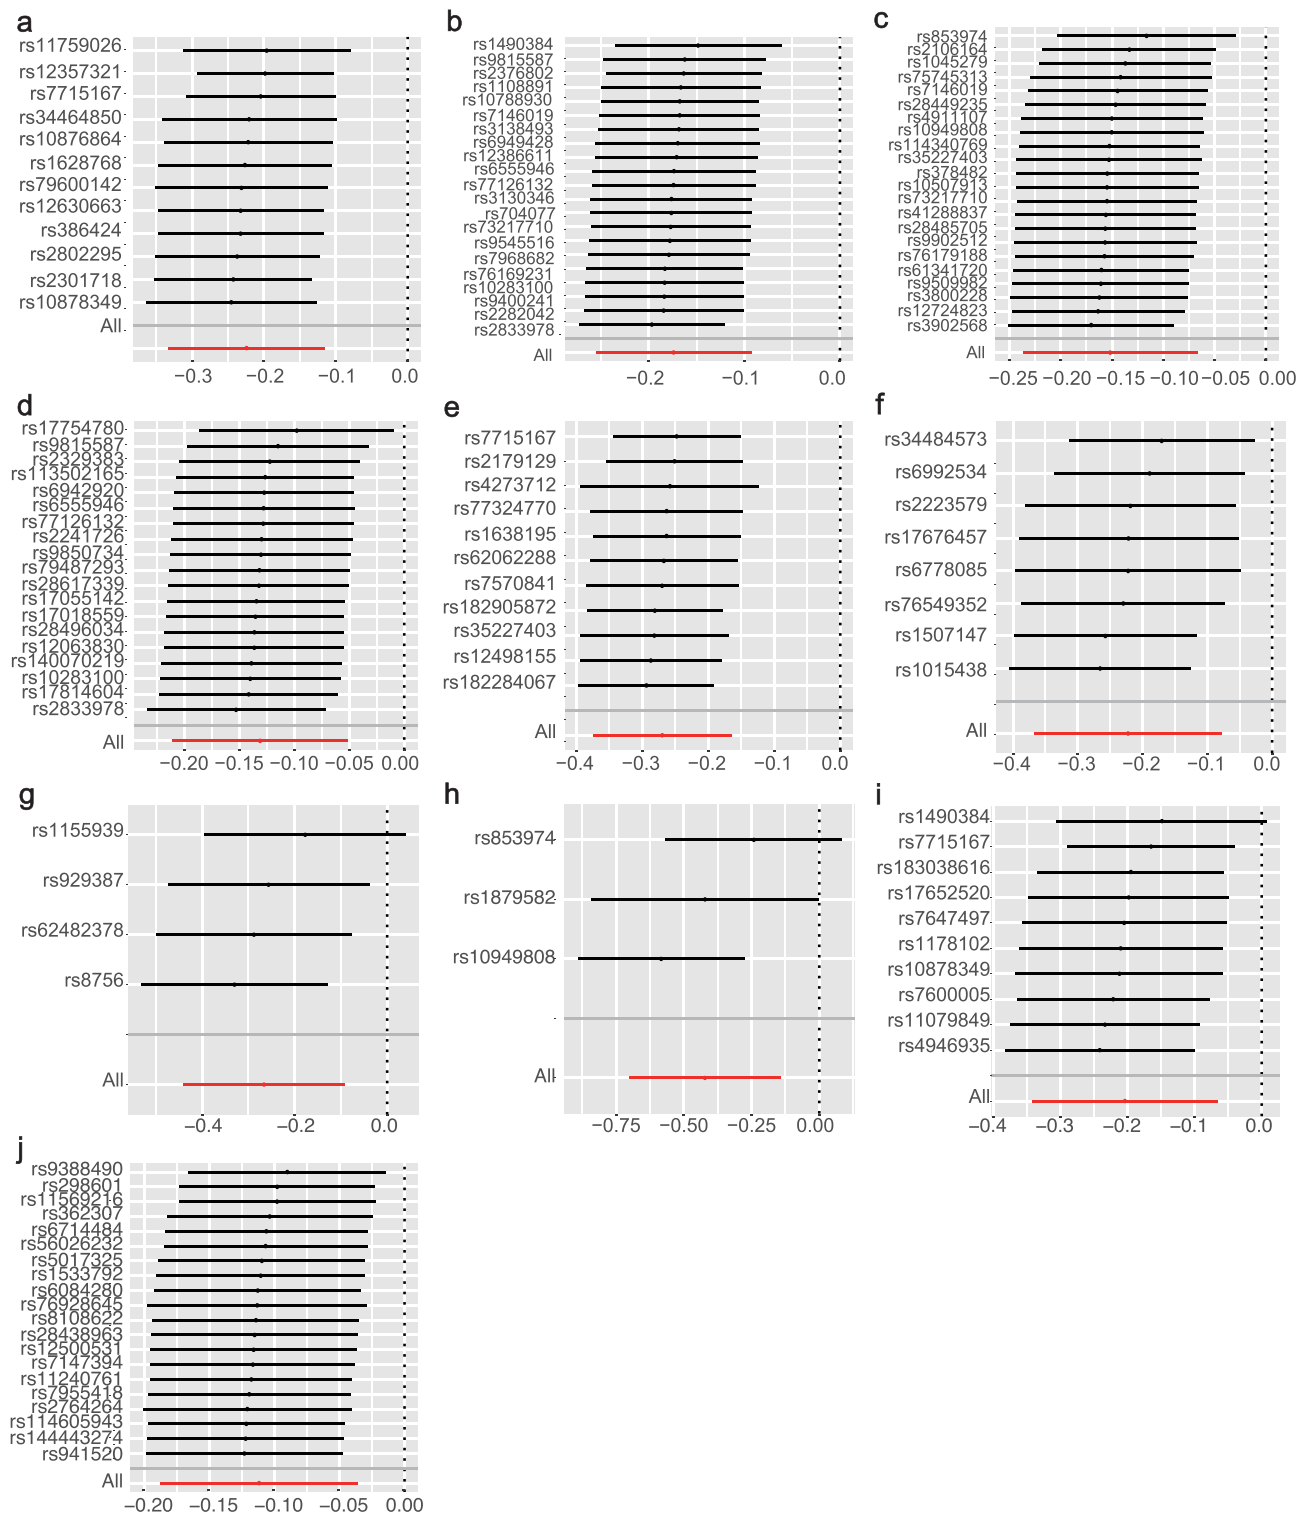 a
rs11759026
rs12357321
rs7715167
rs34464850
rs10876864
rs1628768
rs79600142
rs12630663
rs386424
rs2802295
rs2301718
rs10878349
All
−0.3 −0.2 −0.1 0.0
b
rs1490384
rs9815587
rs2376802
rs1108891
rs10788930
rs7146019
rs3138493
rs6949428
rs12386611
rs6555946
rs77126132
rs3130346
rs704077
rs73217710
rs9545516
rs7968682
rs76169231
rs10283100
rs9400241
rs2282042
rs2833978
All
−0.2 −0.1 0.0
c
rs853974
rs2106164
rs1045279
rs75745313
rs7146019
rs28449235
rs4911107
rs10949808
rs114340769
rs35227403
rs378482
rs10507913
rs73217710
rs41288837
rs28485705
rs9902512
rs76179188
rs61341720
rs9509982
rs3800228
rs12724823
rs3902568
All
−0.25 −0.20 −0.15 −0.10 −0.05 0.00
d
rs17754780
rs9815587
rs2329383
rs113502165
rs6942920
rs6555946
rs77126132
rs2241726
rs9850734
rs79487293
rs28617339
rs17055142
rs17018559
rs28496034
rs12063830
rs140070219
rs10283100
rs17814604
rs2833978
All
−0.20 −0.15 −0.10 −0.05 0.00
e
rs7715167
rs2179129
rs4273712
rs77324770
rs1638195
rs62062288
rs7570841
rs182905872
rs35227403
rs12498155
rs182284067
All
−0.4 −0.3 −0.2 −0.1 0.0
f
rs34484573
rs6992534
rs2223579
rs17676457
rs6778085
rs76549352
rs1507147
rs1015438
All
−0.4 −0.3 −0.2 −0.1 0.0
g
rs1155939
rs929387
rs62482378
rs8756
All
−0.4 −0.2 0.0
h
rs853974
rs1879582
rs10949808
All
−0.75 −0.50 −0.25 0.00
i
rs1490384
rs7715167
rs183038616
rs17652520
rs7647497
rs1178102
rs10878349
rs7600005
rs11079849
rs4946935
All
−0.4 −0.3 −0.2 −0.1 0.0
j
rs9388490
rs298601
rs11569216
rs362307
rs6714484
rs56026232
rs5017325
rs1533792
rs6084280
rs76928645
rs8108622
rs28438963
rs12500531
rs7147394
rs11240761
rs7955418
rs2764264
rs114605943
rs144443274
rs941520
All
−0.20 −0.15 −0.10 −0.05 0.00